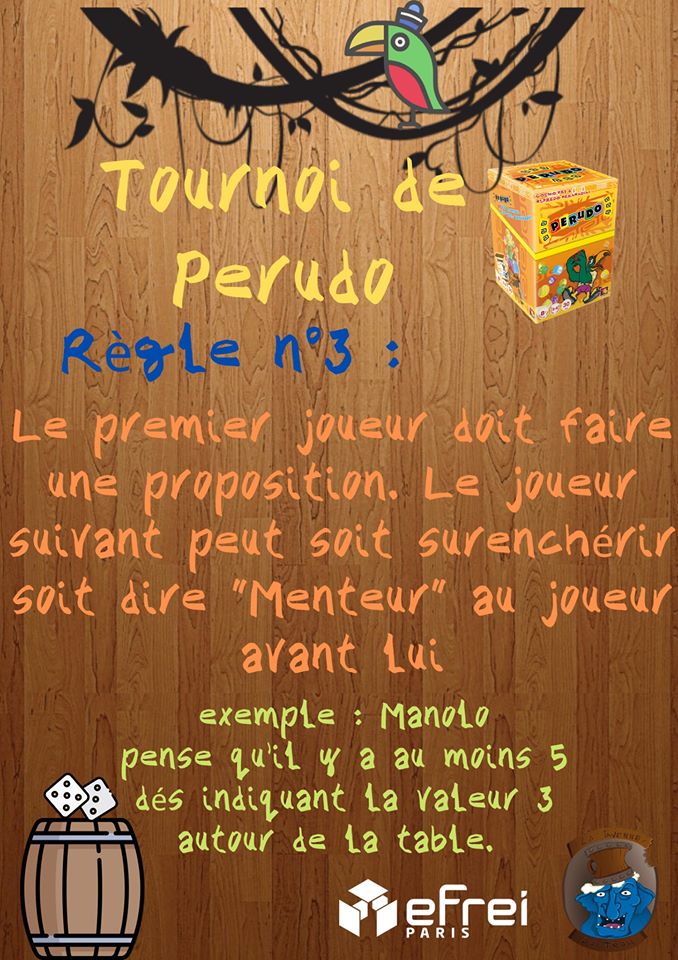 Tournoi de
Perudo
PERUDO
PERUDO
Règle n°3 :
Le premier joueur doit faire
une proposition. Le joueur
suivant peut soit surenchérir
soit dire "Menteur" au joueur
avant lui
exemple : Manolo
pense qu'il y a au moins 5
dés indiquant la valeur 3
autour de la table.
efrei
PARIS